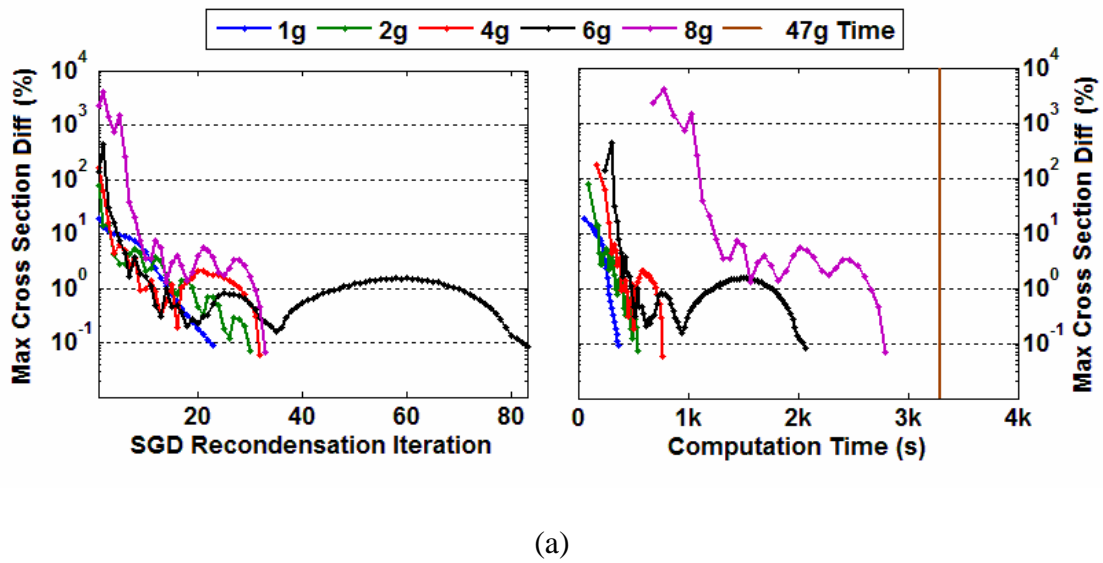 1g 2g 4g 6g 8g 47g Time
Max Cross Section Diff (%)
10^4
10^3
10^2
10^1
10^0
10^-1
20 40 60 80
SGD Recondensation Iteration
10^4
10^3
10^2
10^1
10^0
10^-1
Max Cross Section Diff (%)
0 1k 2k 3k 4k
Computation Time (s)
(a)